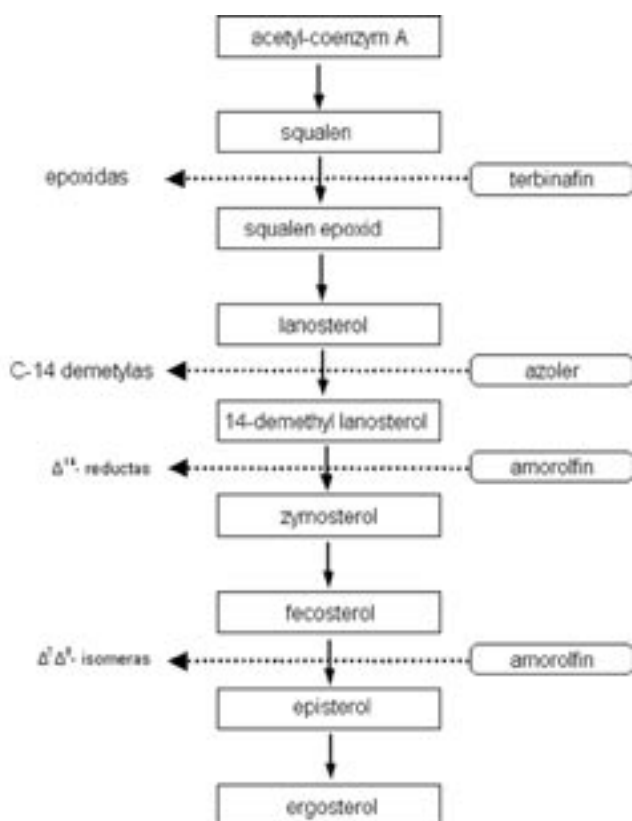 acetyl-coenzym A
squalen
epoxidas
terbinafin
squalen epoxid
lanosterol
C-14 demetylas
azoler
14-demethyl lanosterol
Δ¹⁴- reductas
amorolfin
zymosterol
fecosterol
Δ⁷Δ⁸- isomeras
amorolfin
episterol
ergosterol